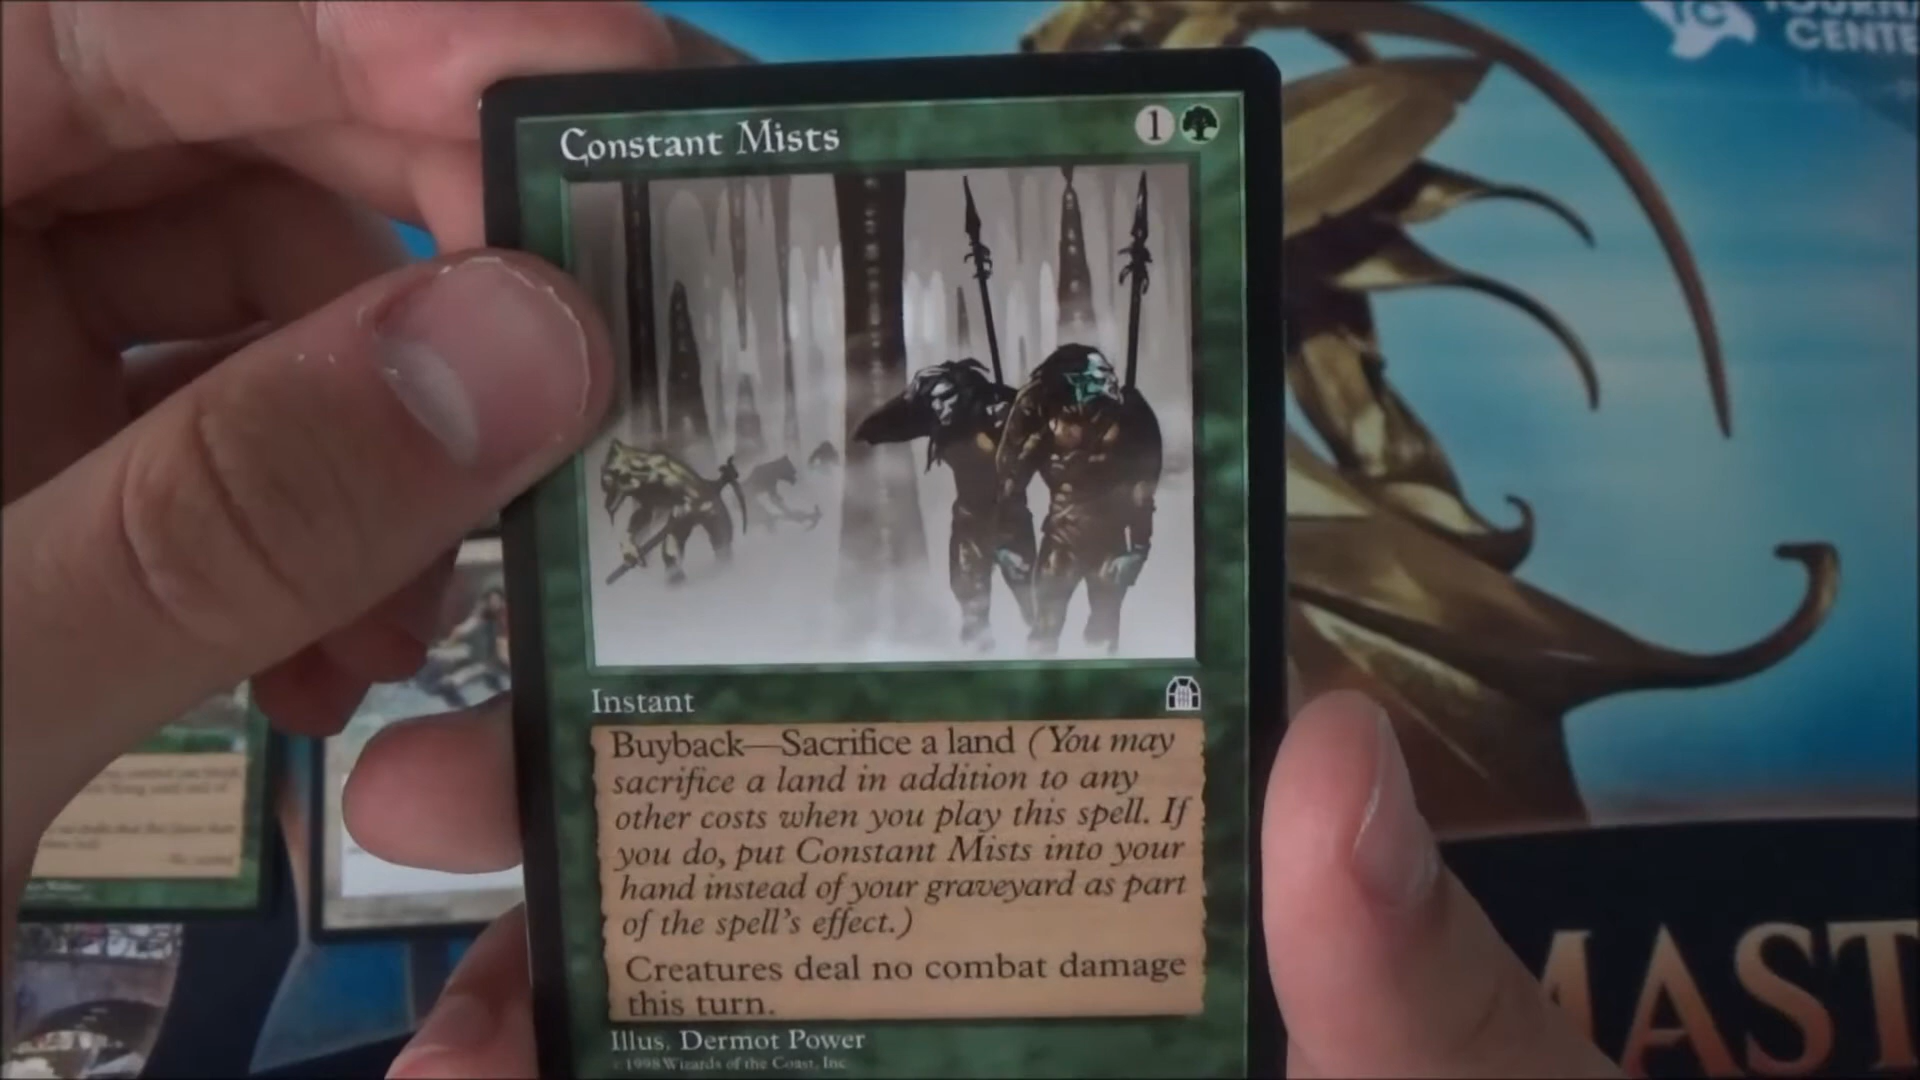 CENTE
Constant Mists
1
Instant
Buyback—Sacrifice a land (You may
sacrifice a land in addition to any
other costs when you play this spell. If
you do, put Constant Mists into your
hand instead of your graveyard as part
of the spell's effect.)
Creatures deal no combat damage
this turn.
Illus. Dermot Power
©1998 Wizards of the Coast, Inc.
MAST